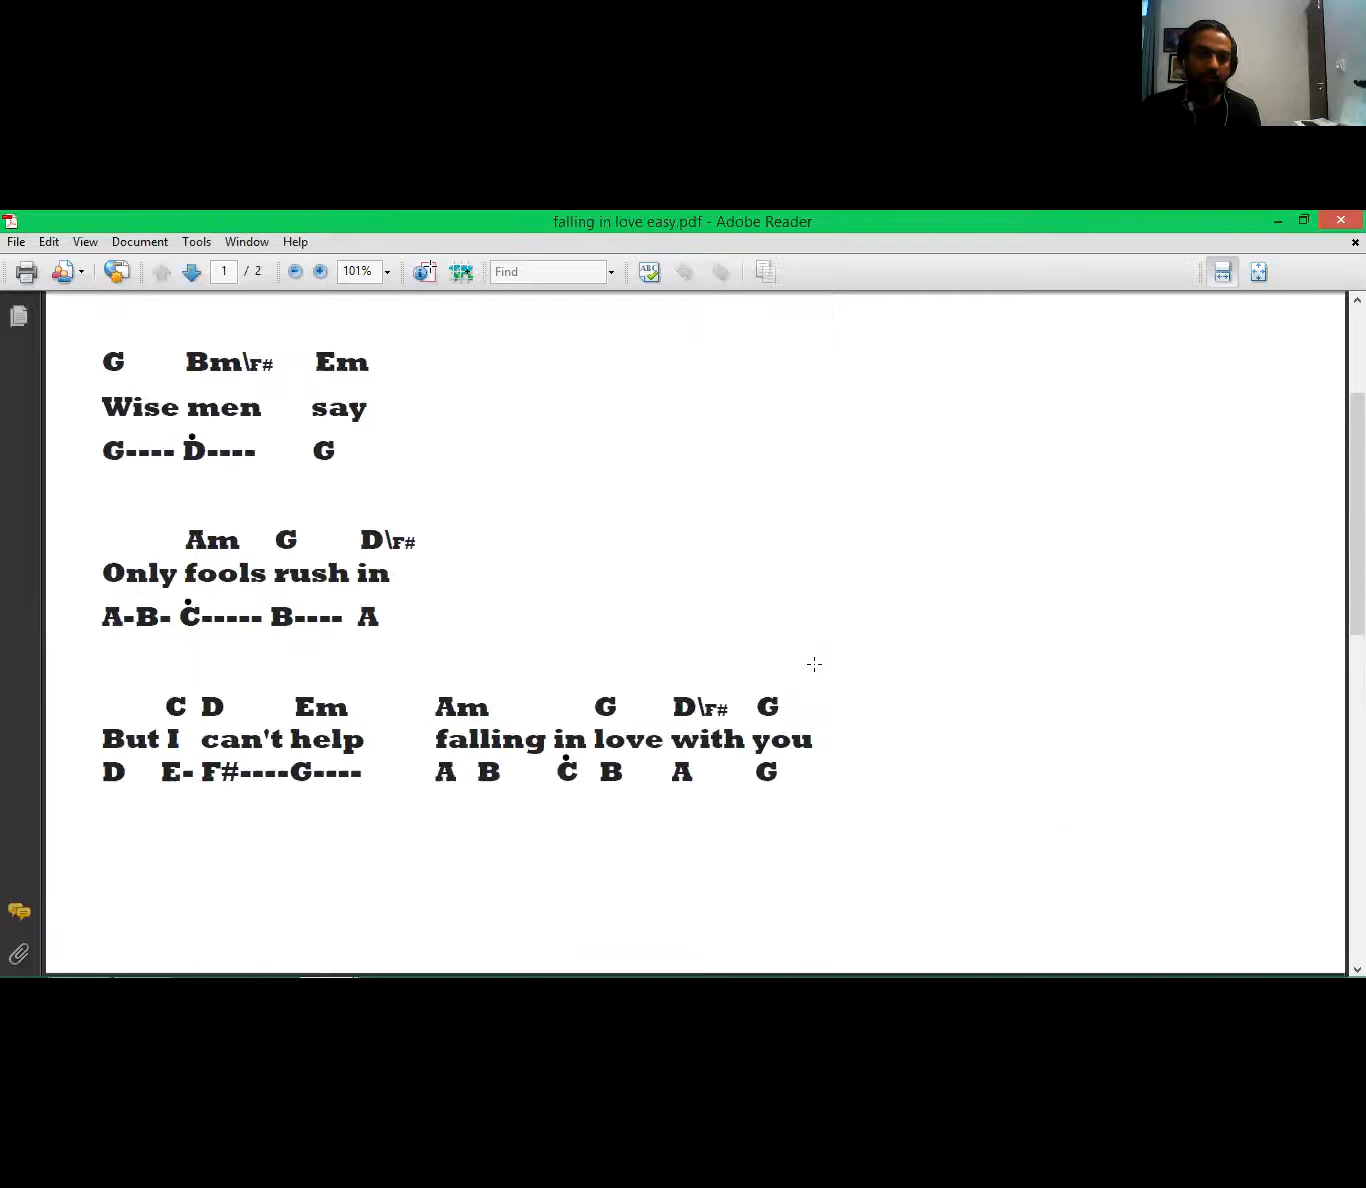 falling in love easy.pdf - Adobe Reader
File Edit View Document Tools Window Help
1 / 2 101% Find
G Bm\F# Em
Wise men say
G---- Ḋ---- G
Am G D\F#
Only fools rush in
A-B- Ċ----- B---- A
C D Em Am G D\F# G
But I can't help falling in love with you
D E- F#----G---- A B Ċ B A G